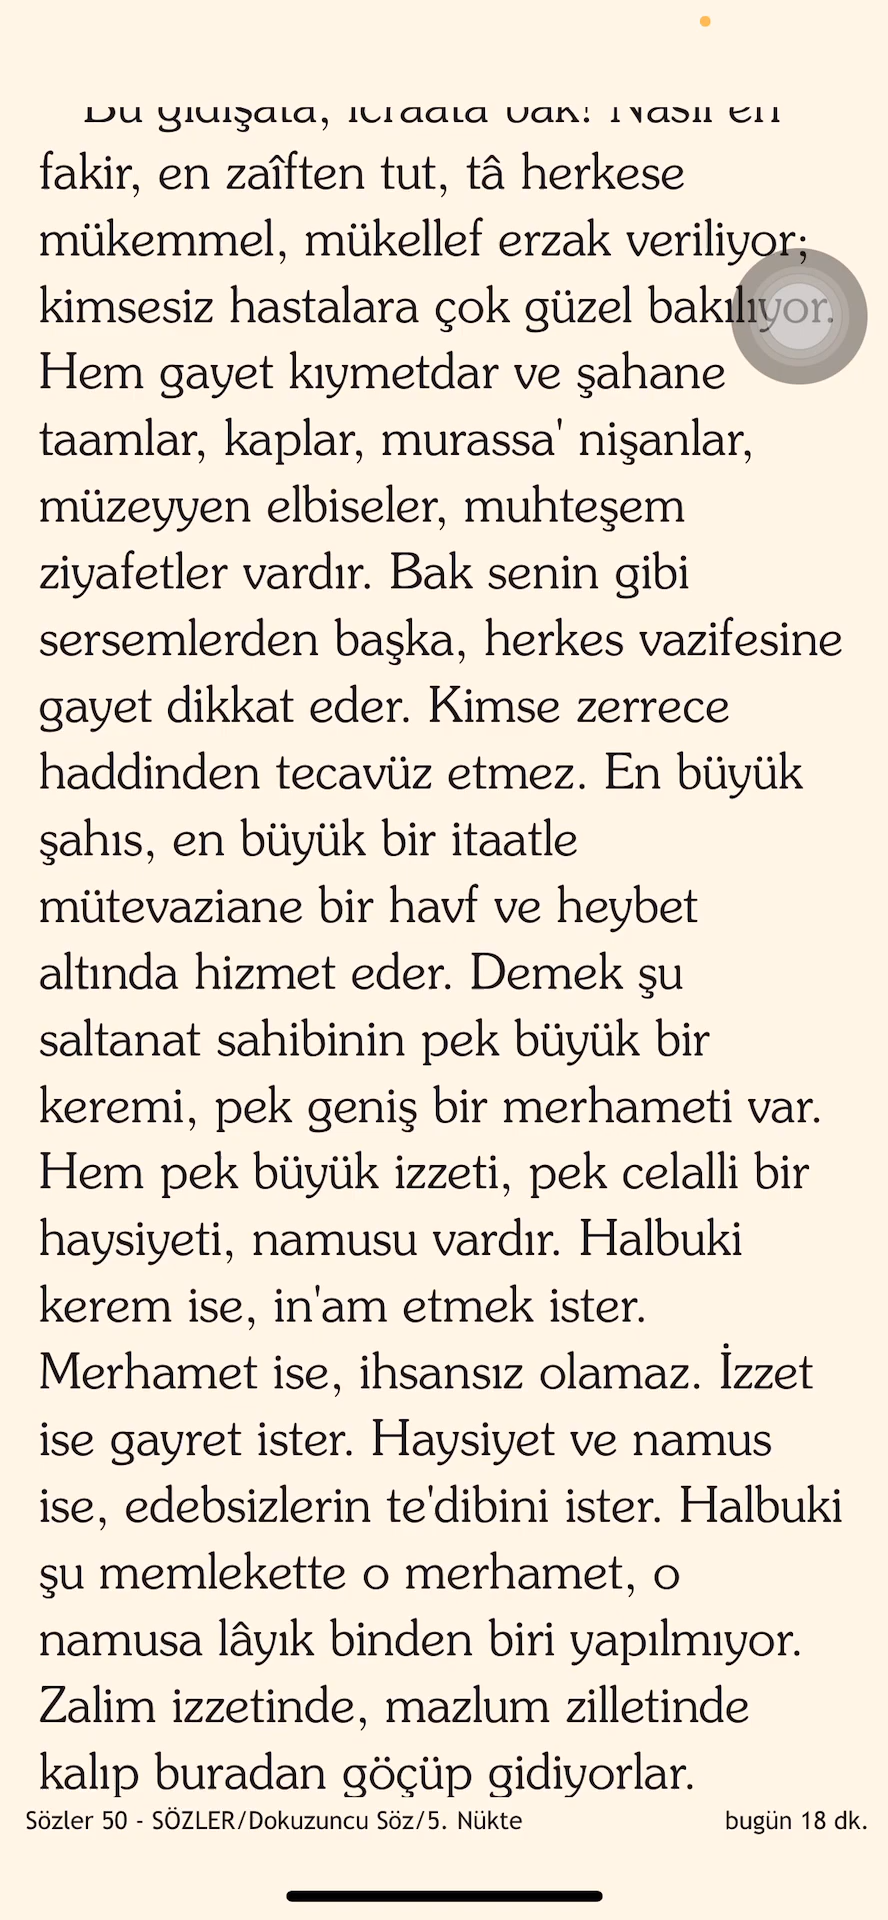 Bu gidişata, icraata bak! Nasıl en
fakir, en zaîften tut, tâ herkese
mükemmel, mükellef erzak veriliyor;
kimsesiz hastalara çok güzel bakılıyor.
Hem gayet kıymetdar ve şahane
taamlar, kaplar, murassa' nişanlar,
müzeyyen elbiseler, muhteşem
ziyafetler vardır. Bak senin gibi
sersemlerden başka, herkes vazifesine
gayet dikkat eder. Kimse zerrece
haddinden tecavüz etmez. En büyük
şahıs, en büyük bir itaatle
mütevaziane bir havf ve heybet
altında hizmet eder. Demek şu
saltanat sahibinin pek büyük bir
keremi, pek geniş bir merhameti var.
Hem pek büyük izzeti, pek celalli bir
haysiyeti, namusu vardır. Halbuki
kerem ise, in'am etmek ister.
Merhamet ise, ihsansız olamaz. İzzet
ise gayret ister. Haysiyet ve namus
ise, edebsizlerin te'dibini ister. Halbuki
şu memlekette o merhamet, o
namusa lâyık binden biri yapılmıyor.
Zalim izzetinde, mazlum zilletinde
kalıp buradan göçüp gidiyorlar.
Sözler 50 - SÖZLER/Dokuzuncu Söz/5. Nükte bugün 18 dk.